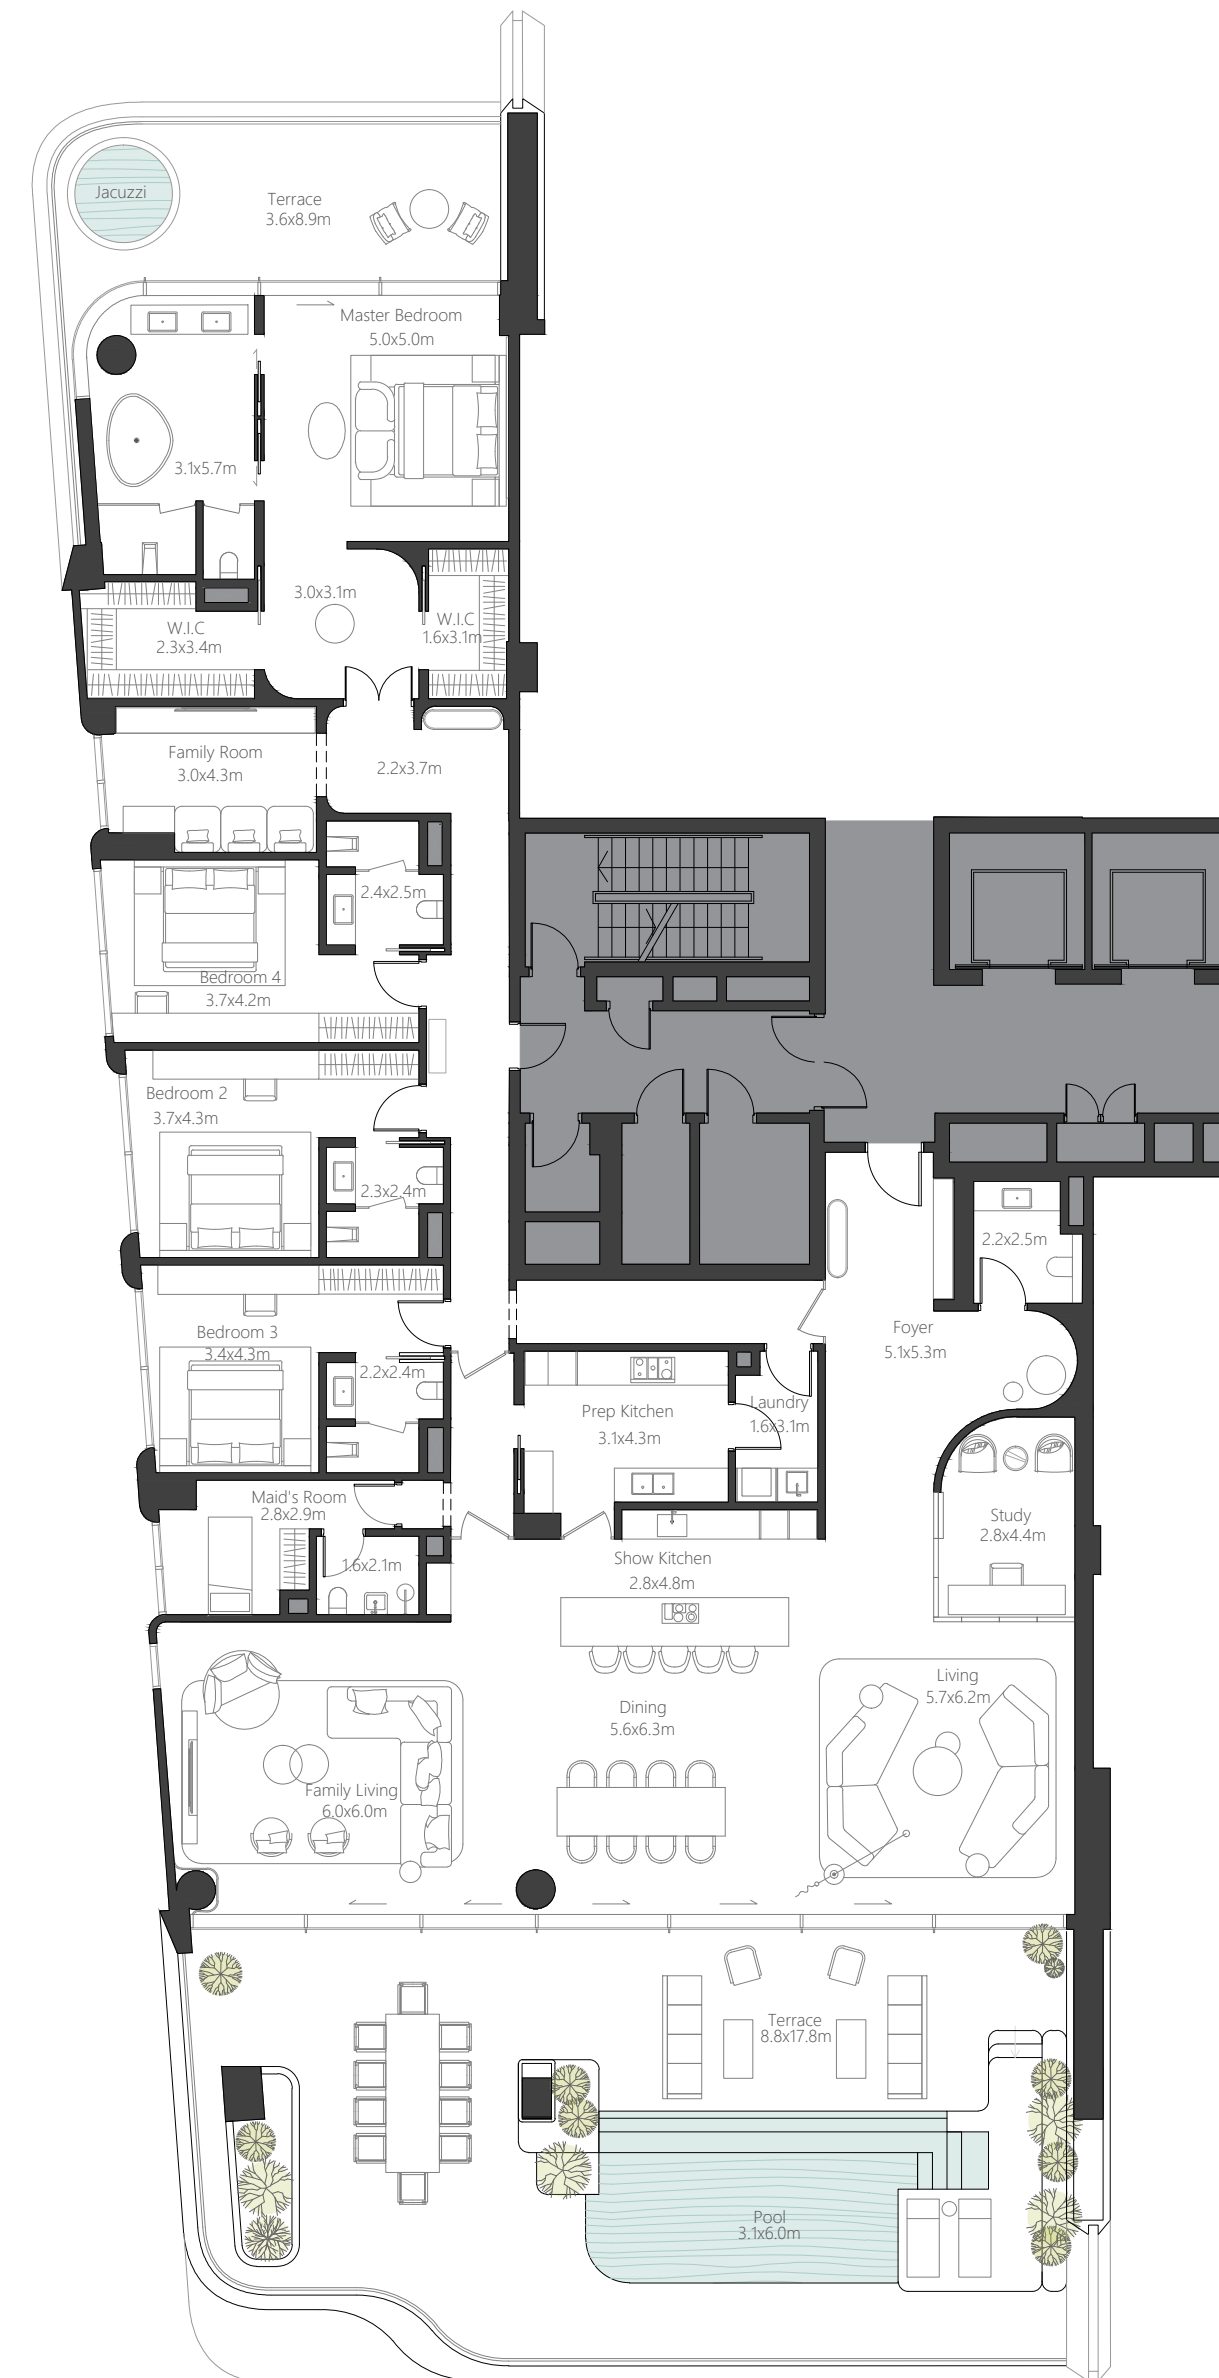 Jacuzzi
Terrace
3.6x8.9m
Master Bedroom
5.0x5.0m
3.1x5.7m
3.0x3.1m
W.I.C
2.3x3.4m
W.I.C
1.6x3.1m
Family Room
3.0x4.3m
2.2x3.7m
2.4x2.5m
Bedroom 4
3.7x4.2m
Bedroom 2
3.7x4.3m
2.3x2.4m
2.2x2.5m
Bedroom 3
3.4x4.3m
2.2x2.4m
Foyer
5.1x5.3m
Prep Kitchen
3.1x4.3m
Laundry
1.6x3.1m
Maid's Room
2.8x2.9m
1.6x2.1m
Study
2.8x4.4m
Show Kitchen
2.8x4.8m
Living
5.7x6.2m
Dining
5.6x6.3m
Family Living
6.0x6.0m
Terrace
8.8x17.8m
Pool
3.1x6.0m